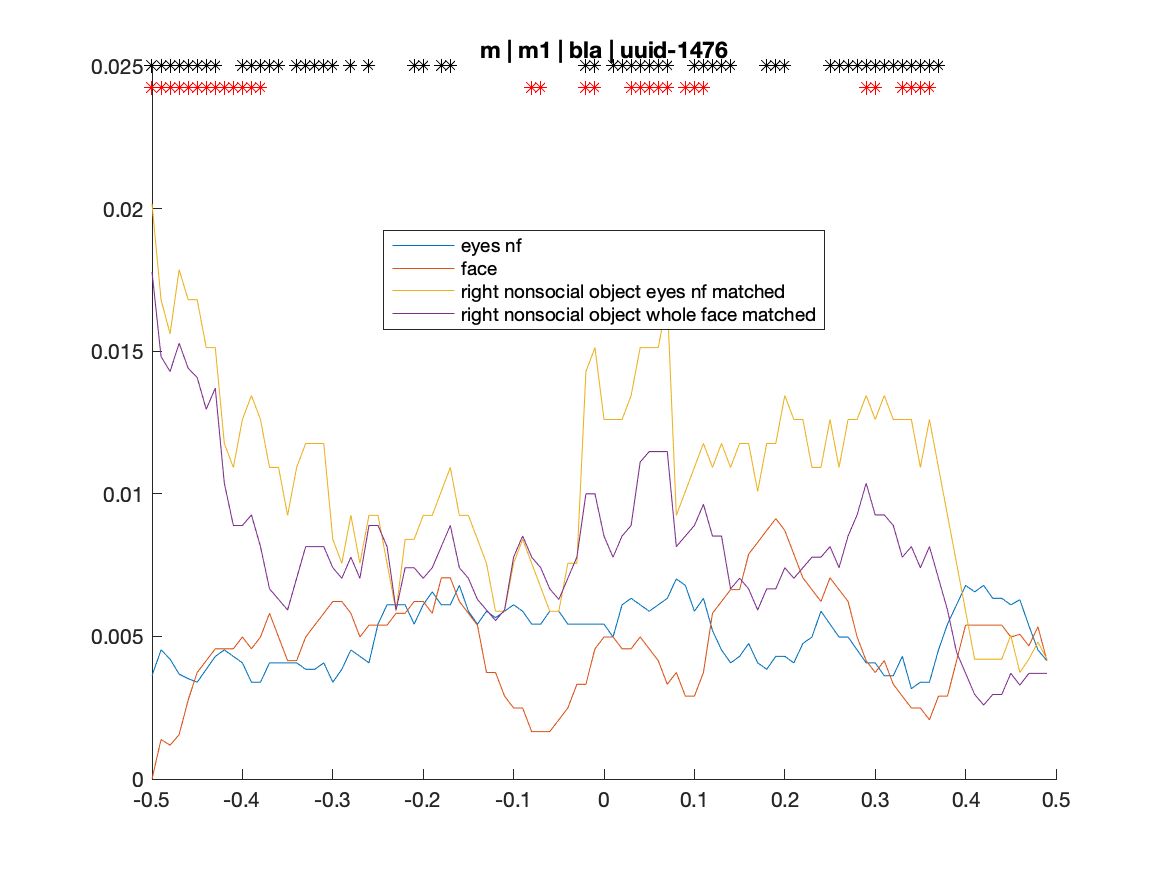 m | m1 | bla | uuid-1476
0.025
0.02
0.015
0.01
0.005
0
eyes nf
face
right nonsocial object eyes nf matched
right nonsocial object whole face matched
-0.5 -0.4 -0.3 -0.2 -0.1 0 0.1 0.2 0.3 0.4 0.5